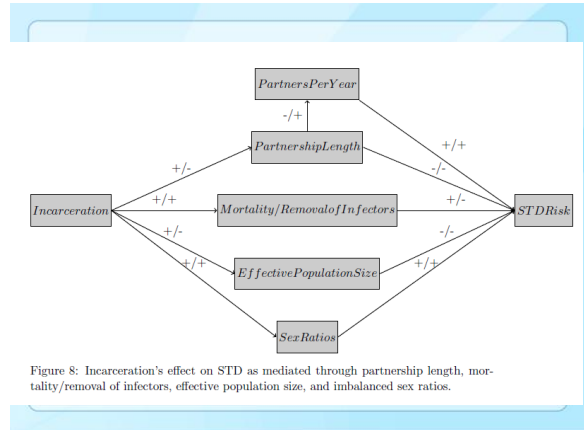 PartnersPerYear
-/+
PartnershipLength
+/+
-/-
+/-
+/+
Incarceration
Mortality/RemovalofInfectors
+/-
STDRisk
+/-
-/-
+/+
EffectivePopulationSize
+/+
SexRatios
Figure 8: Incarceration's effect on STD as mediated through partnership length, mor-
tality/removal of infectors, effective population size, and imbalanced sex ratios.